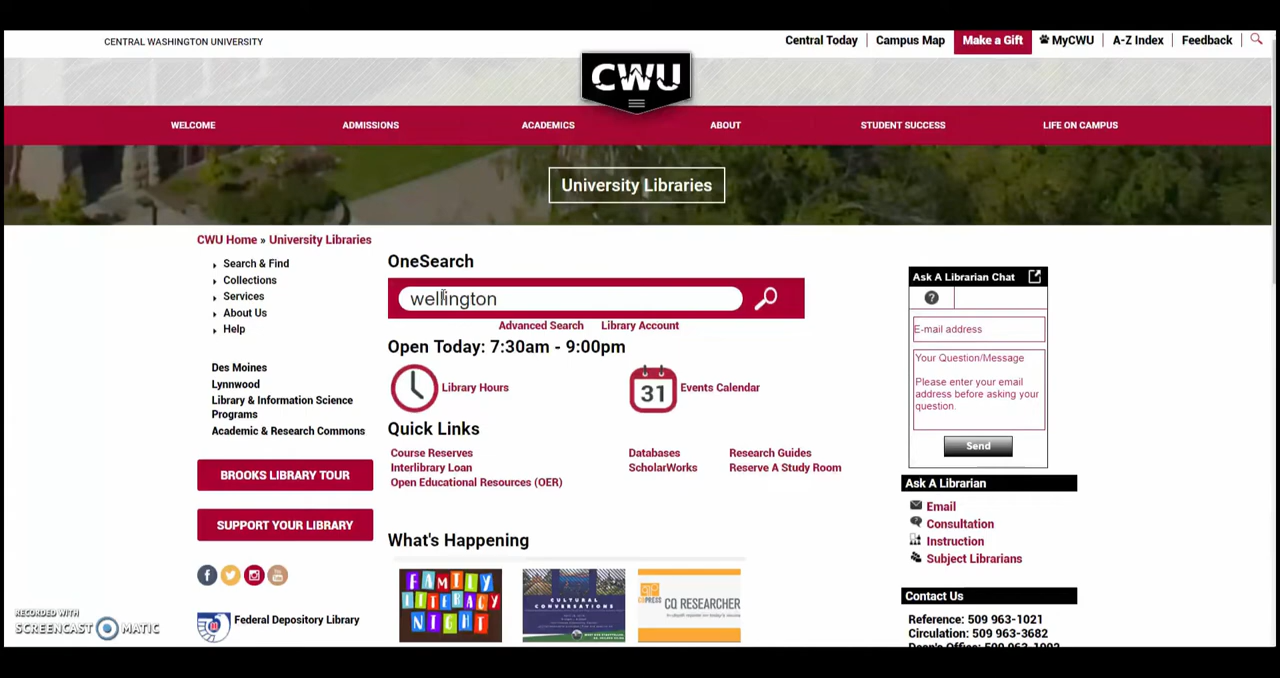 CENTRAL WASHINGTON UNIVERSITY
Central Today
Campus Map
Make a Gift
MyCWU
A-Z Index
Feedback
CWU
WELCOME
ADMISSIONS
ACADEMICS
ABOUT
STUDENT SUCCESS
LIFE ON CAMPUS
University Libraries
CWU Home » University Libraries
Search & Find
Collections
Services
About Us
Help
Des Moines
Lynnwood
Library & Information Science
Programs
Academic & Research Commons
BROOKS LIBRARY TOUR
SUPPORT YOUR LIBRARY
Federal Depository Library
OneSearch
wellington
Advanced Search
Library Account
Open Today: 7:30am - 9:00pm
Library Hours
31
Events Calendar
Quick Links
Course Reserves
Interlibrary Loan
Open Educational Resources (OER)
Databases
ScholarWorks
Research Guides
Reserve A Study Room
What's Happening
FAMILY
LITERACY
NIGHT
CULTURAL
CONVERSATIONS
CQ RESEARCHER
Ask A Librarian Chat
?
E-mail address
Your Question/Message
Please enter your email
address before asking your
question.
Send
Ask A Librarian
Email
Consultation
Instruction
Subject Librarians
Contact Us
Reference: 509 963-1021
Circulation: 509 963-3682
RECORDED WITH
SCREENCAST MATIC